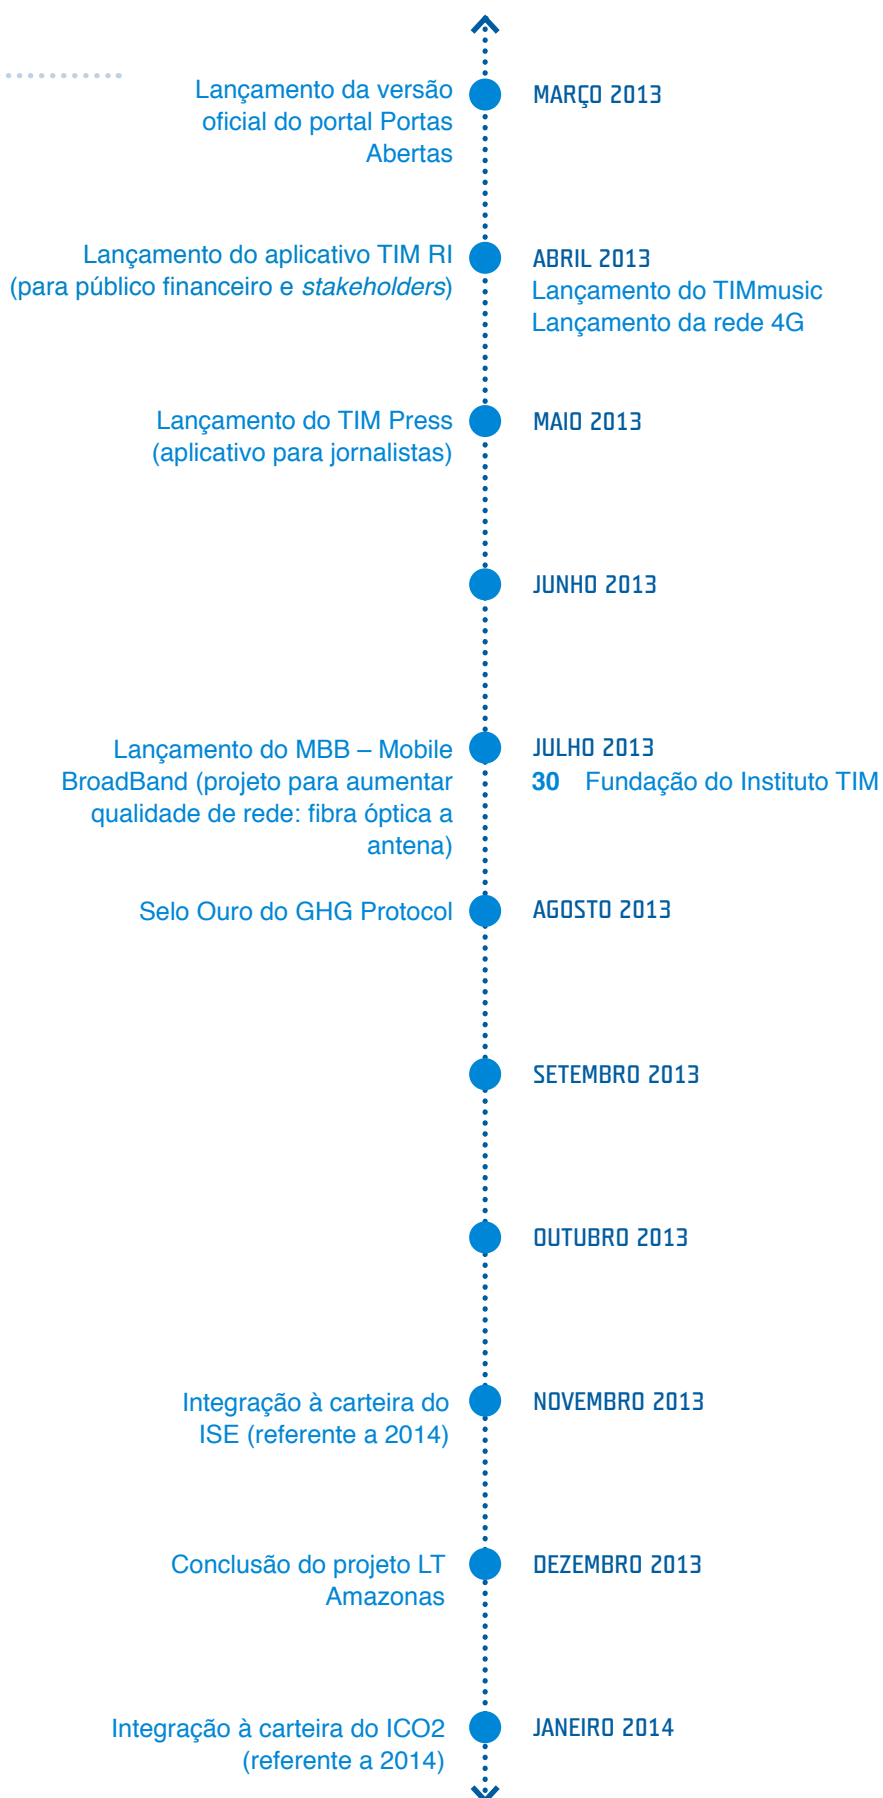 Lançamento da versão
oficial do portal Portas
Abertas
MARÇO 2013
Lançamento do aplicativo TIM RI
(para público financeiro e stakeholders)
ABRIL 2013
Lançamento do TIMmusic
Lançamento da rede 4G
Lançamento do TIM Press
(aplicativo para jornalistas)
MAIO 2013
JUNHO 2013
Lançamento do MBB – Mobile
BroadBand (projeto para aumentar
qualidade de rede: fibra óptica a
antena)
JULHO 2013
30 Fundação do Instituto TIM
Selo Ouro do GHG Protocol
AGOSTO 2013
SETEMBRO 2013
OUTUBRO 2013
Integração à carteira do
ISE (referente a 2014)
NOVEMBRO 2013
Conclusão do projeto LT
Amazonas
DEZEMBRO 2013
Integração à carteira do ICO2
(referente a 2014)
JANEIRO 2014